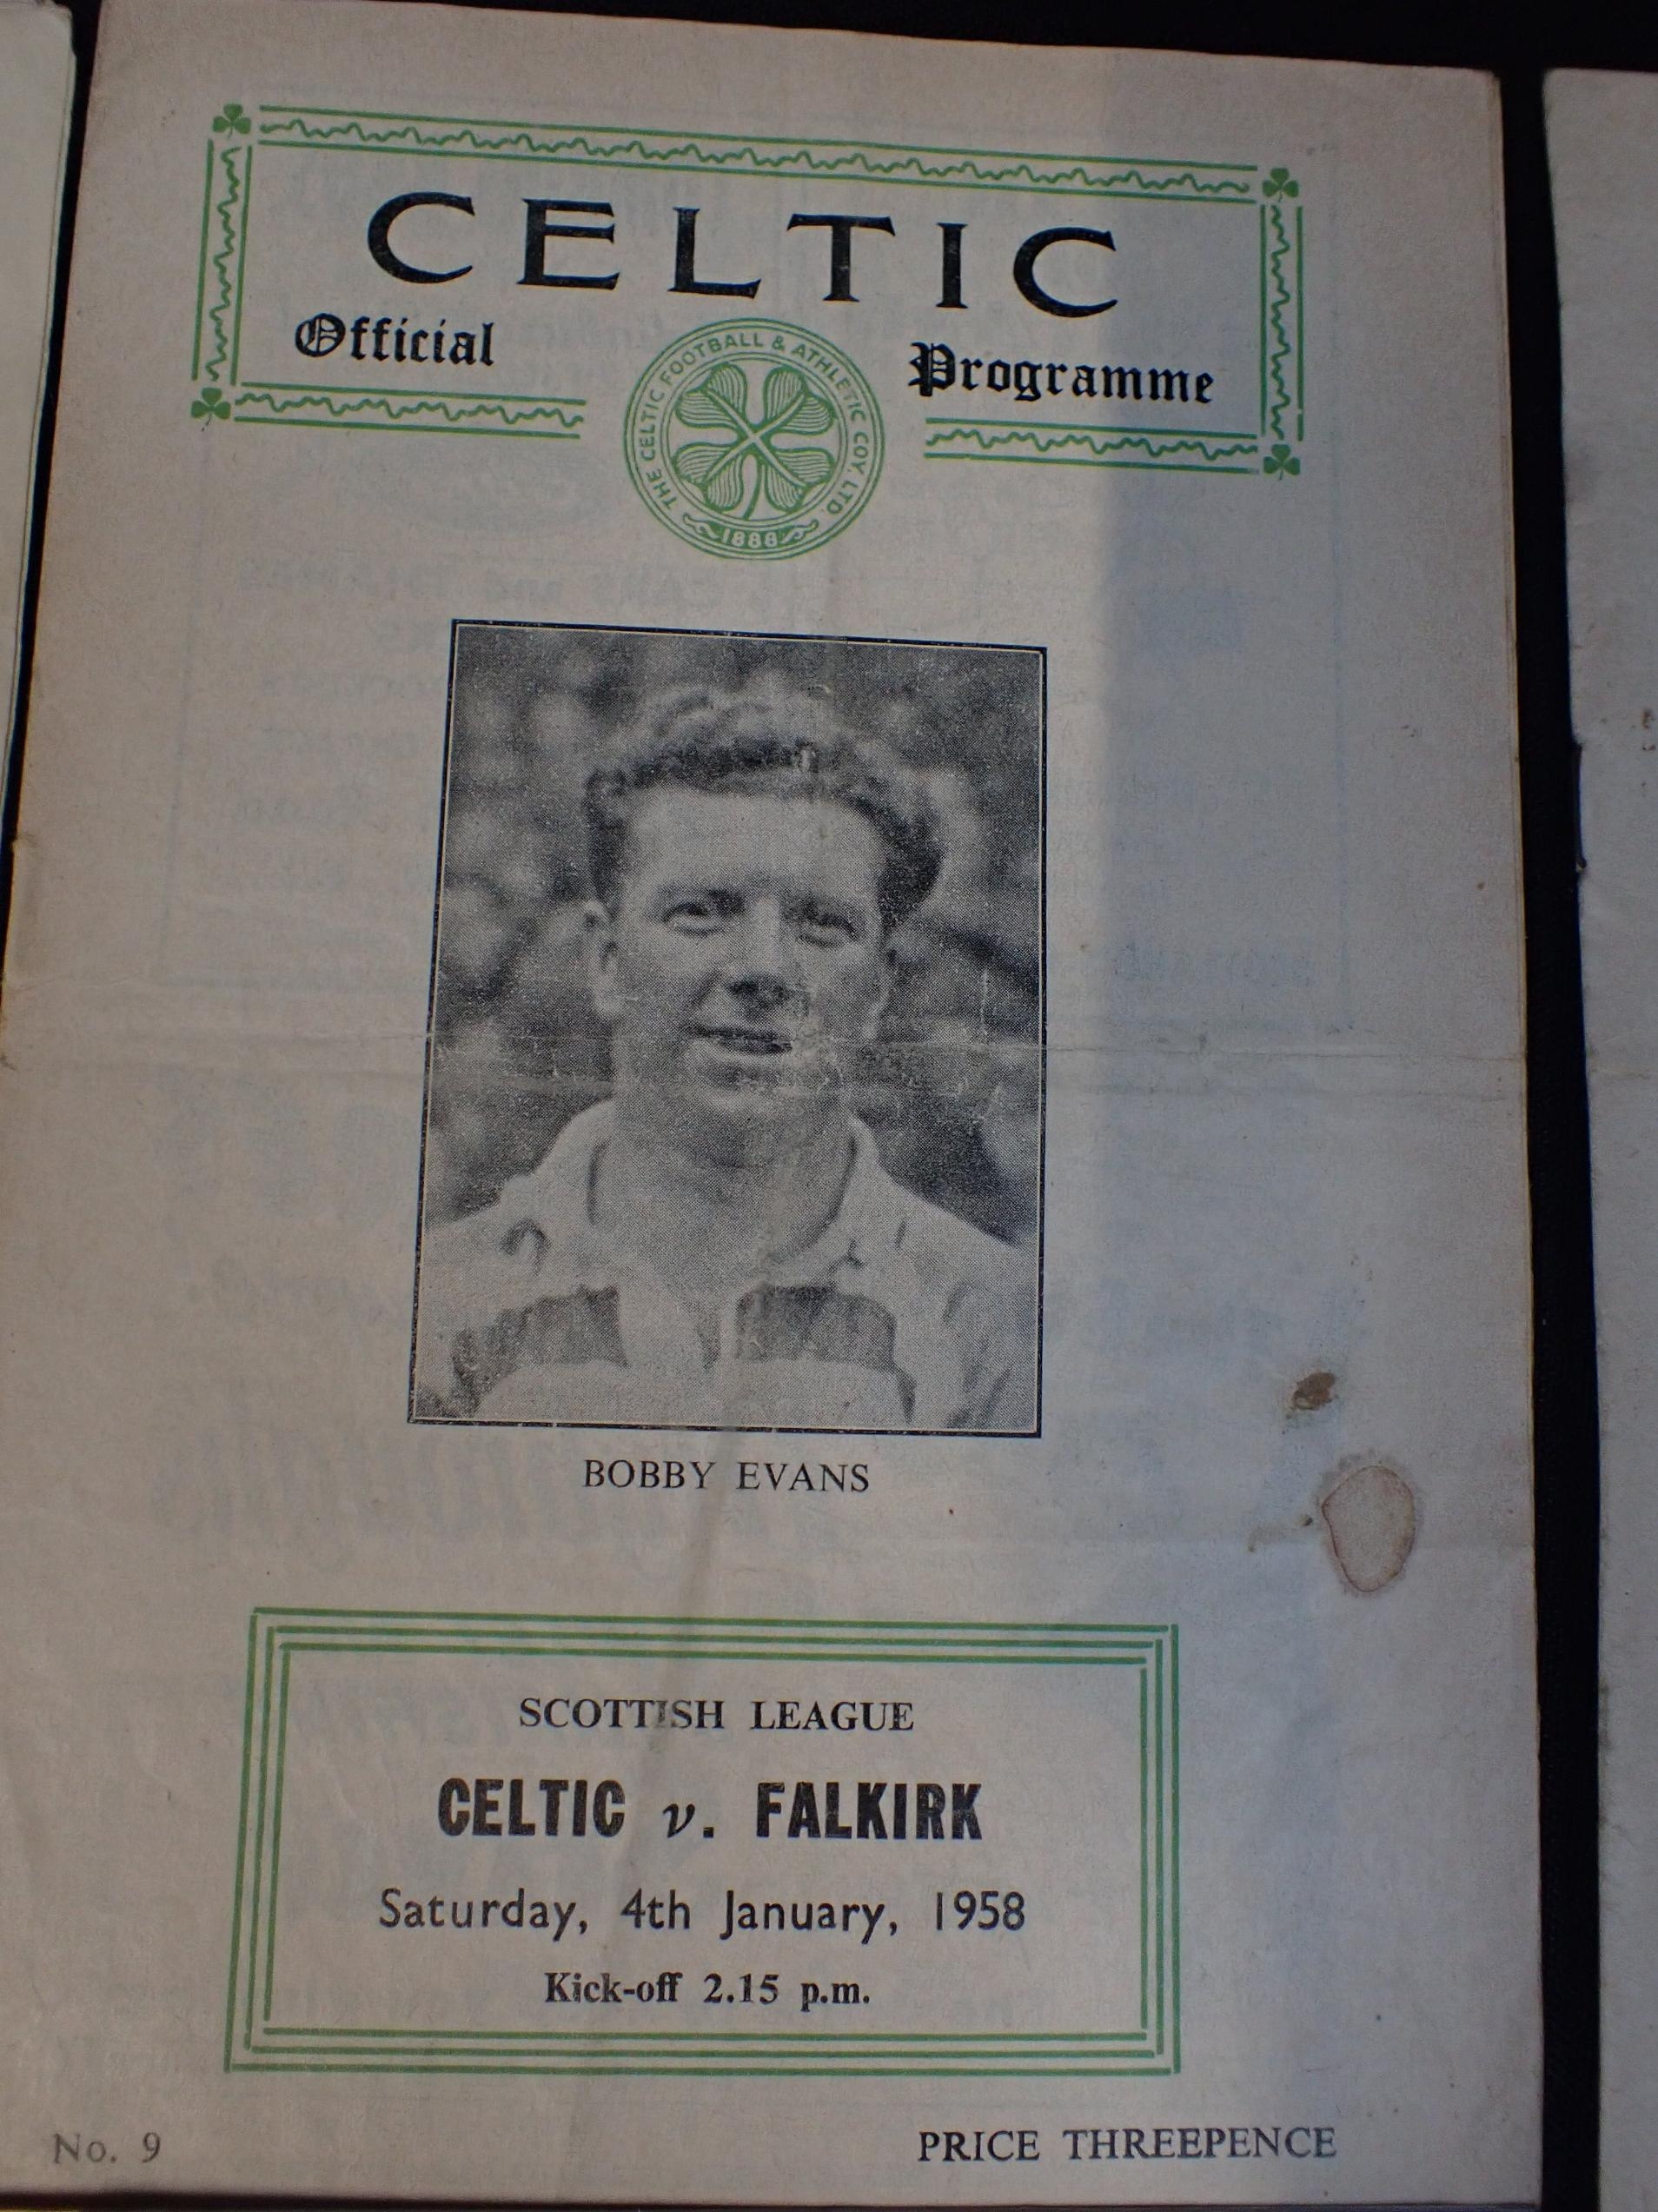 CELTIC
Official Programme
THE CELTIC FOOTBALL & ATHLETIC COY. LTD.
1888
BOBBY EVANS
SCOTTISH LEAGUE
CELTIC v. FALKIRK
Saturday, 4th January, 1958
Kick-off 2.15 p.m.
No. 9 PRICE THREEPENCE